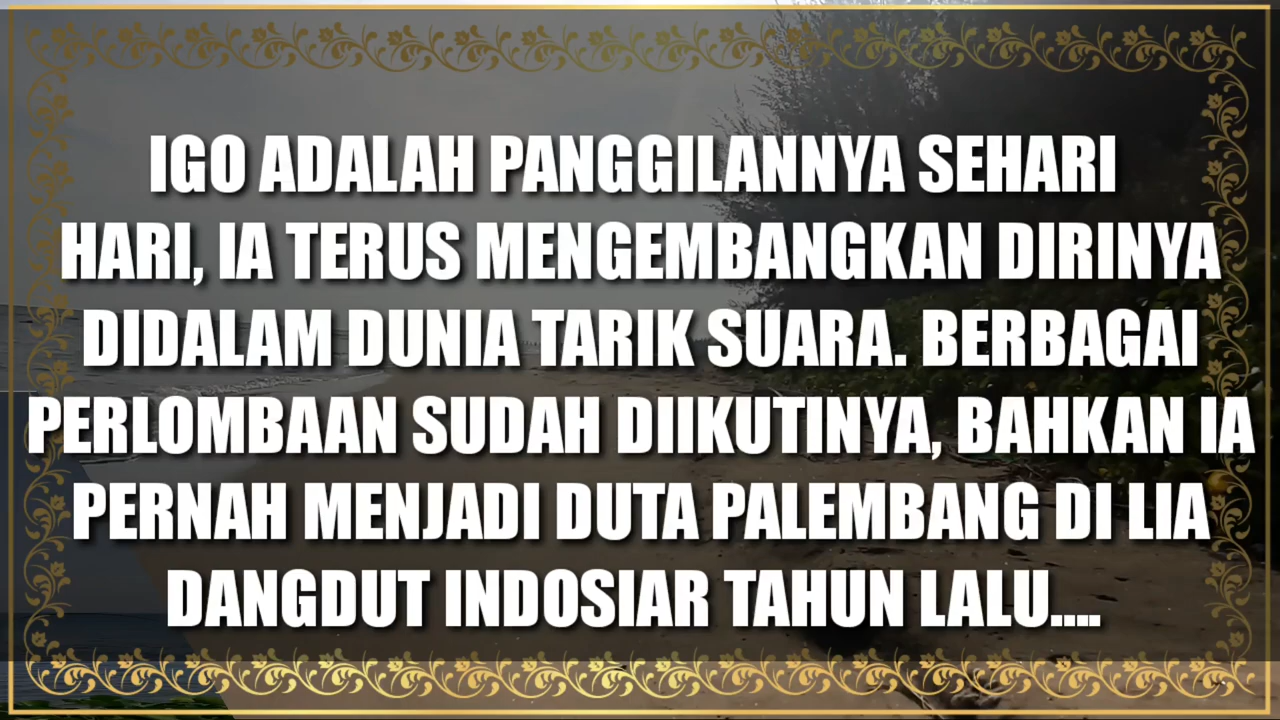 IGO ADALAH PANGGILANNYA SEHARI
HARI, IA TERUS MENGEMBANGKAN DIRINYA
DIDALAM DUNIA TARIK SUARA. BERBAGAI
PERLOMBAAN SUDAH DIIKUTINYA, BAHKAN IA
PERNAH MENJADI DUTA PALEMBANG DI LIA
DANGDUT INDOSIAR TAHUN LALU....